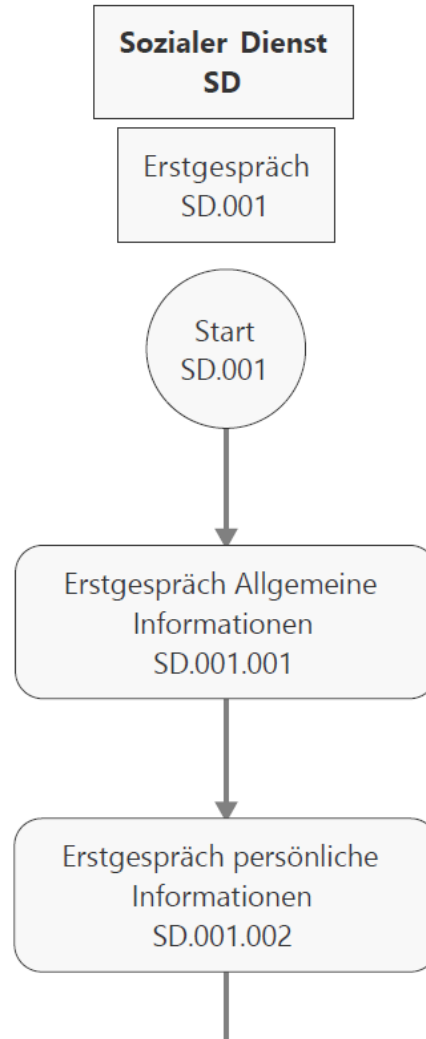 Sozialer Dienst
SD
Erstgespräch
SD.001
Start
SD.001
Erstgespräch Allgemeine
Informationen
SD.001.001
Erstgespräch persönliche
Informationen
SD.001.002